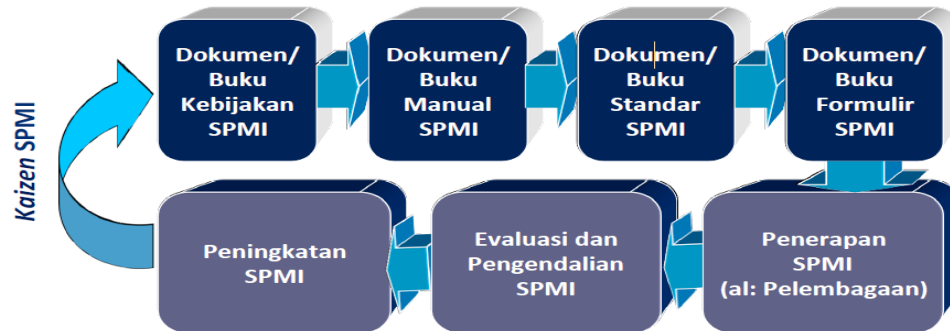 Kaizen SPMI
Dokumen/
Buku
Kebijakan
SPMI
Dokumen/
Buku
Manual
SPMI
Dokumen/
Buku
Standar
SPMI
Dokumen/
Buku
Formulir
SPMI
Peningkatan
SPMI
Evaluasi dan
Pengendalian
SPMI
Penerapan
SPMI
(al: Pelembagaan)